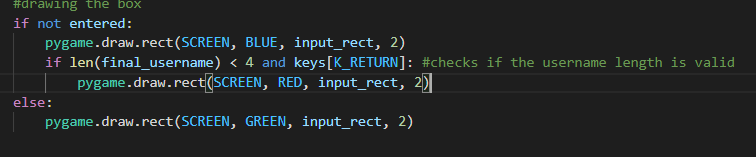 #drawing the box
if not entered:
    pygame.draw.rect(SCREEN, BLUE, input_rect, 2)
    if len(final_username) < 4 and keys[K_RETURN]: #checks if the username length is valid
        pygame.draw.rect(SCREEN, RED, input_rect, 2)
else:
    pygame.draw.rect(SCREEN, GREEN, input_rect, 2)